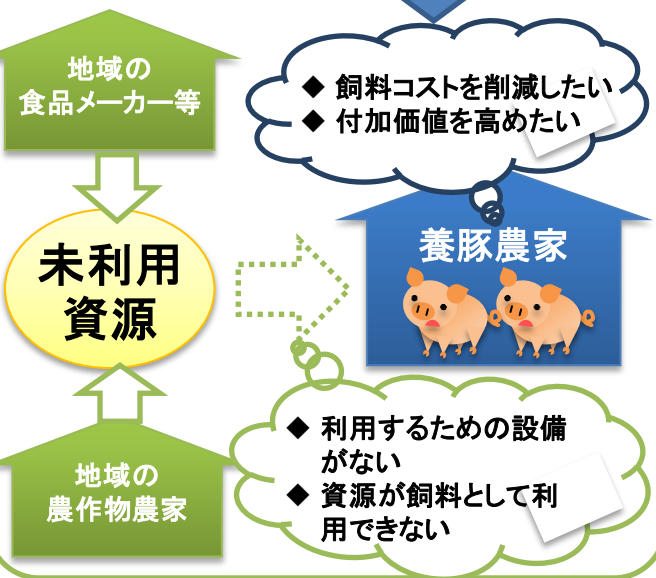 地域の
食品メーカー等
◆ 飼料コストを削減したい
◆ 付加価値を高めたい
未利用
資源
養豚農家
地域の
農作物農家
◆ 利用するための設備
がない
◆ 資源が飼料として利
用できない